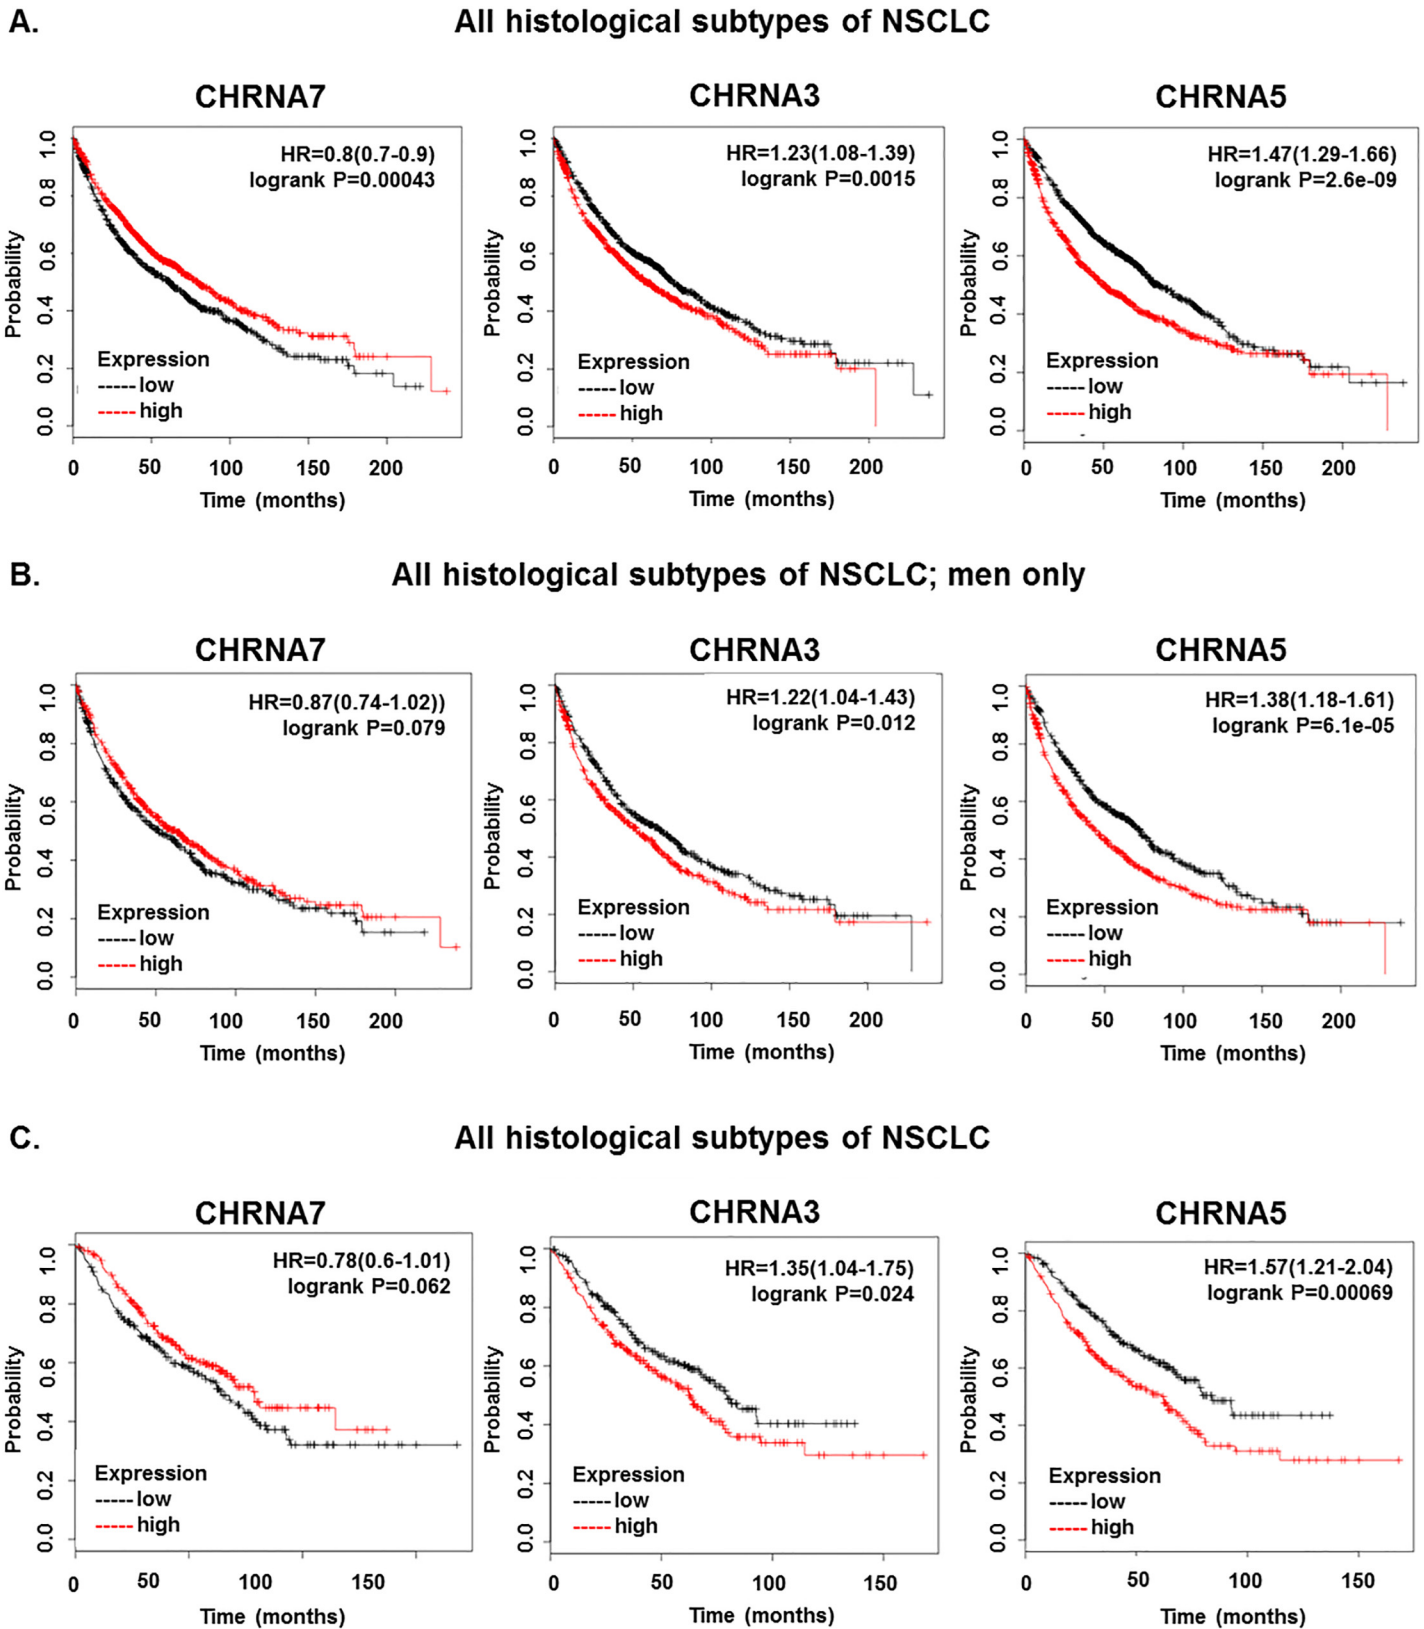 A.
All histological subtypes of NSCLC
CHRNA7
CHRNA3
CHRNA5
HR=0.8(0.7-0.9)
logrank P=0.00043
Probability
1.0
0.8
0.6
0.4
0.2
0.0
Expression
low
high
0 50 100 150 200
Time (months)
HR=1.23(1.08-1.39)
logrank P=0.0015
Probability
1.0
0.8
0.6
0.4
0.2
0.0
Expression
low
high
0 50 100 150 200
Time (months)
HR=1.47(1.29-1.66)
logrank P=2.6e-09
Probability
1.0
0.8
0.6
0.4
0.2
0.0
Expression
low
high
0 50 100 150 200
Time (months)
B.
All histological subtypes of NSCLC; men only
CHRNA7
CHRNA3
CHRNA5
HR=0.87(0.74-1.02))
logrank P=0.079
Probability
1.0
0.8
0.6
0.4
0.2
0.0
Expression
low
high
0 50 100 150 200
Time (months)
HR=1.22(1.04-1.43)
logrank P=0.012
Probability
1.0
0.8
0.6
0.4
0.2
0.0
Expression
low
high
0 50 100 150 200
Time (months)
HR=1.38(1.18-1.61)
logrank P=6.1e-05
Probability
1.0
0.8
0.6
0.4
0.2
0.0
Expression
low
high
0 50 100 150 200
Time (months)
C.
All histological subtypes of NSCLC
CHRNA7
CHRNA3
CHRNA5
HR=0.78(0.6-1.01)
logrank P=0.062
Probability
1.0
0.8
0.6
0.4
0.2
0.0
Expression
low
high
0 50 100 150
Time (months)
HR=1.35(1.04-1.75)
logrank P=0.024
Probability
1.0
0.8
0.6
0.4
0.2
0.0
Expression
low
high
0 50 100 150
Time (months)
HR=1.57(1.21-2.04)
logrank P=0.00069
Probability
1.0
0.8
0.6
0.4
0.2
0.0
Expression
low
high
0 50 100 150
Time (months)